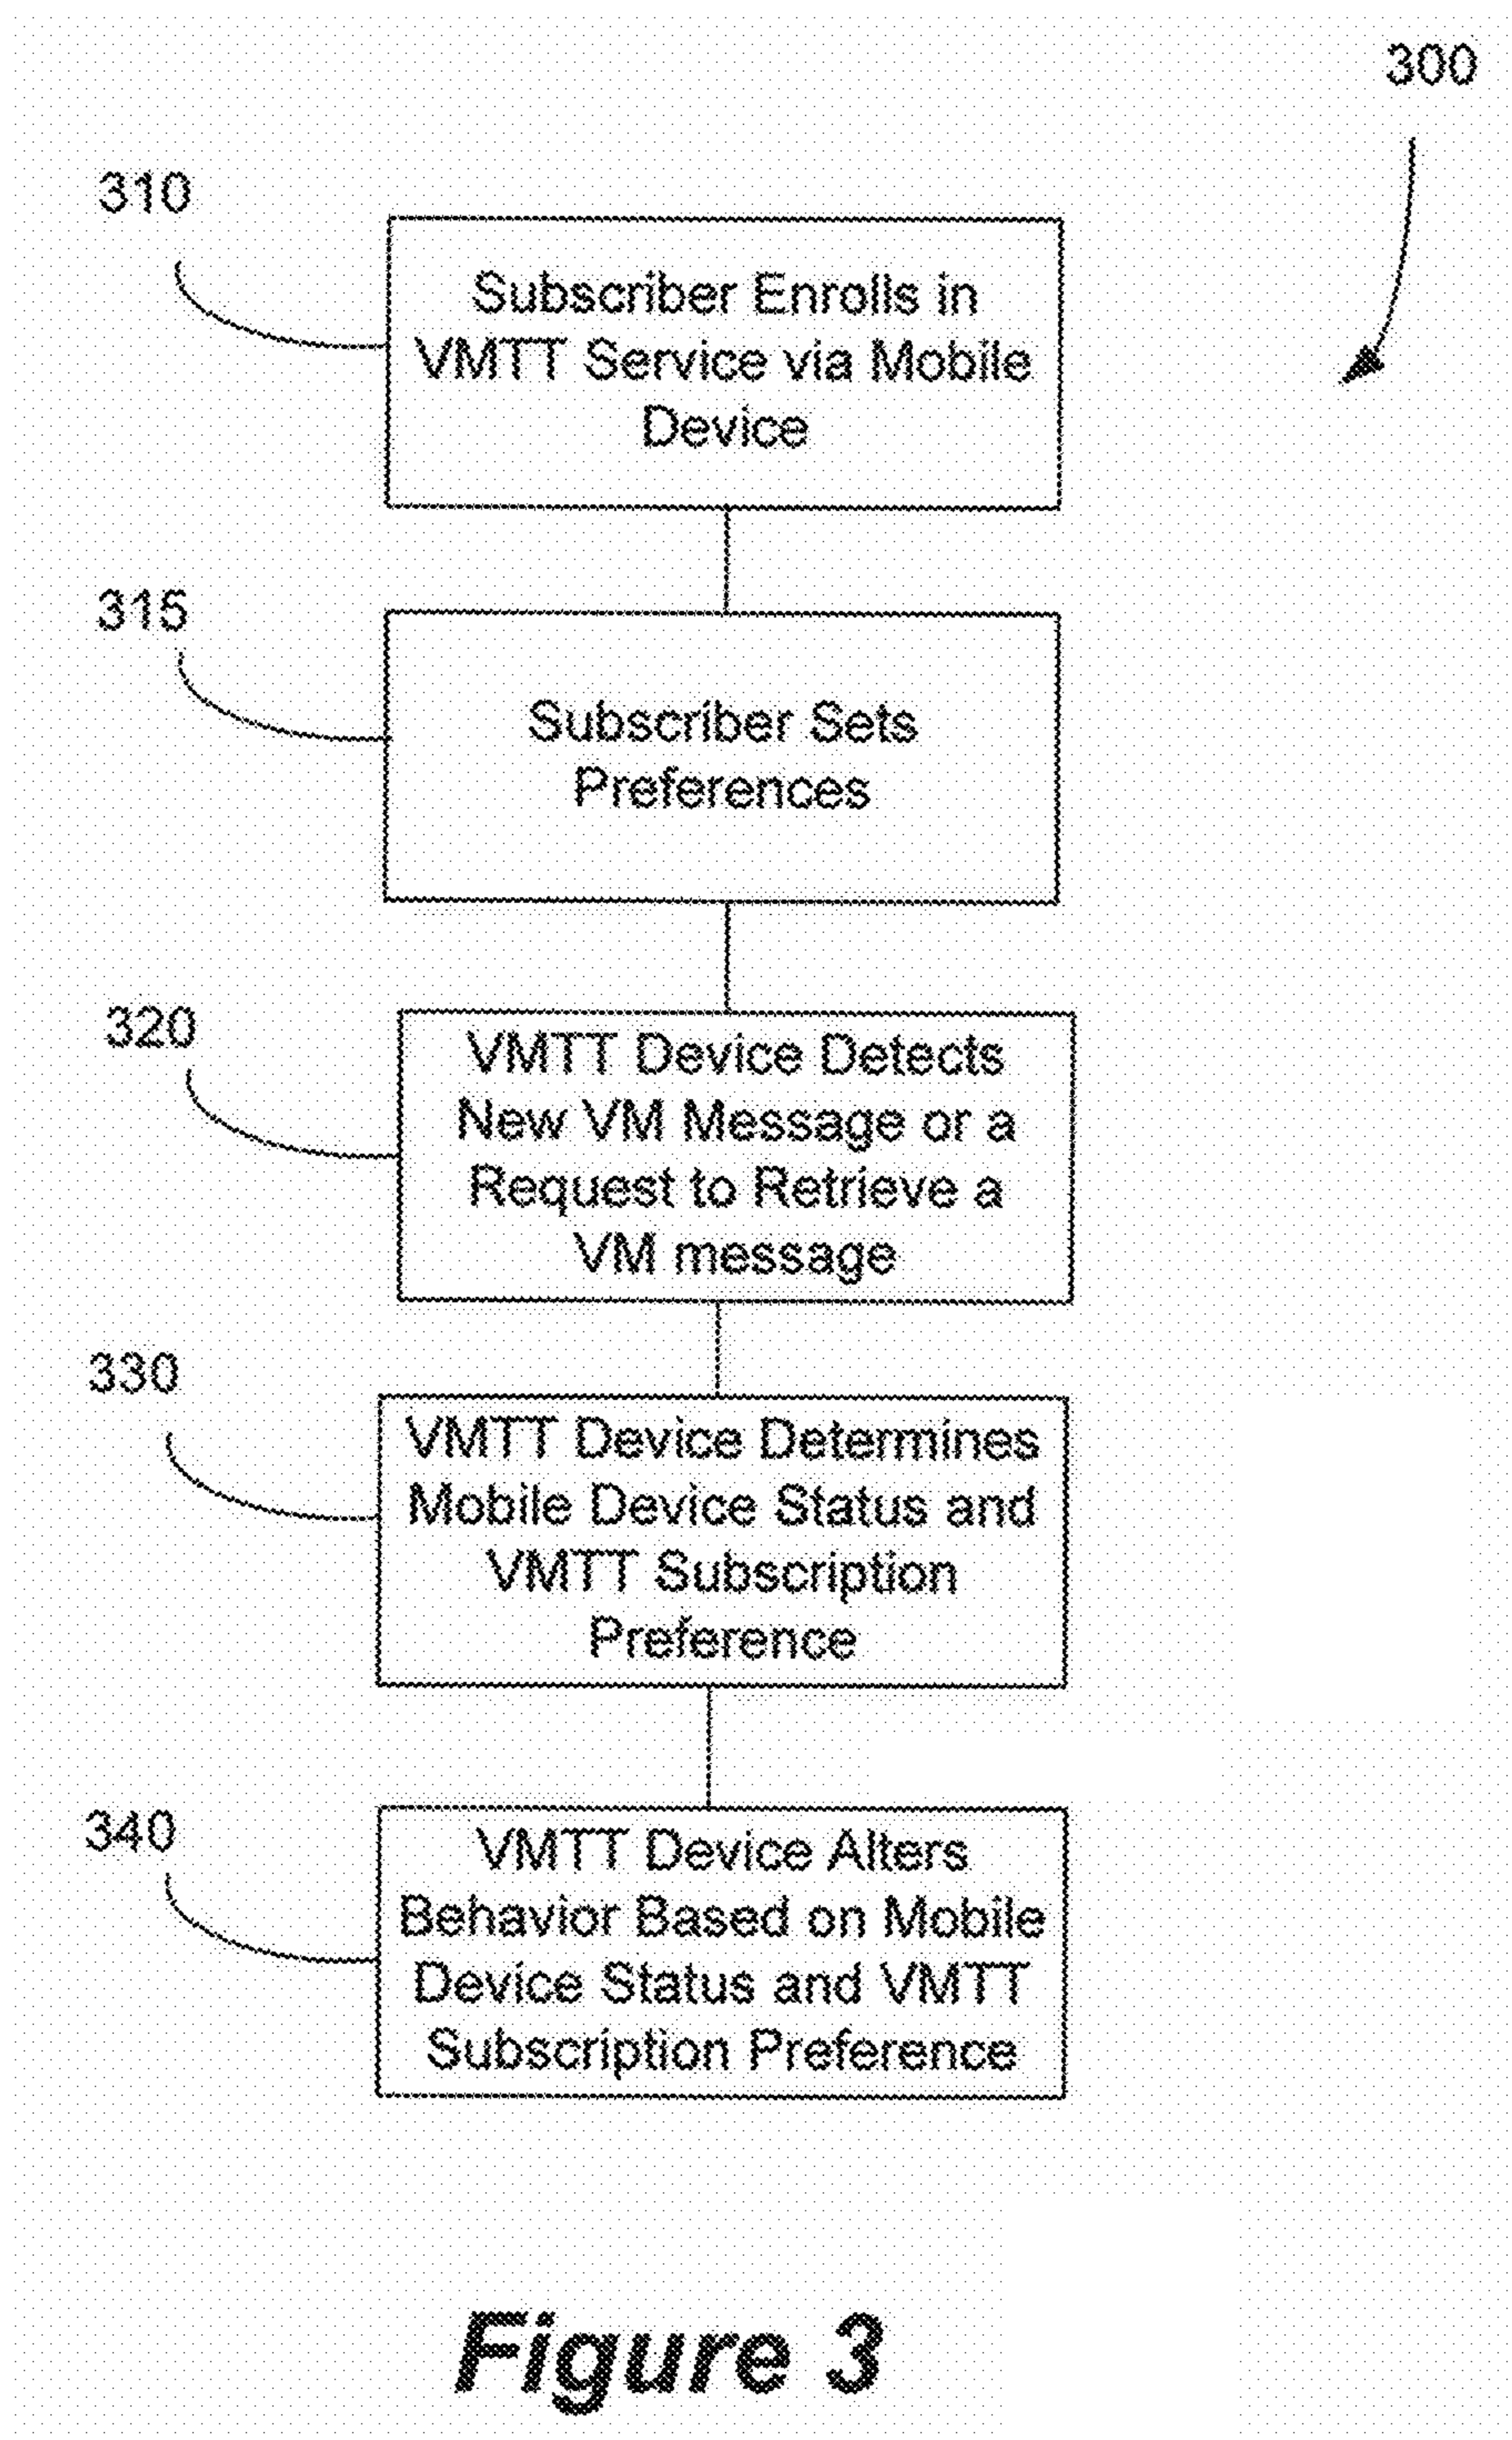 300
310
Subscriber Enrolls in
VMTT Service via Mobile
Device
315
Subscriber Sets
Preferences
320
VMTT Device Detects
New VM Message or a
Request to Retrieve a
VM message
330
VMTT Device Determines
Mobile Device Status and
VMTT Subscription
Preference
340
VMTT Device Alters
Behavior Based on Mobile
Device Status and VMTT
Subscription Preference
Figure 3